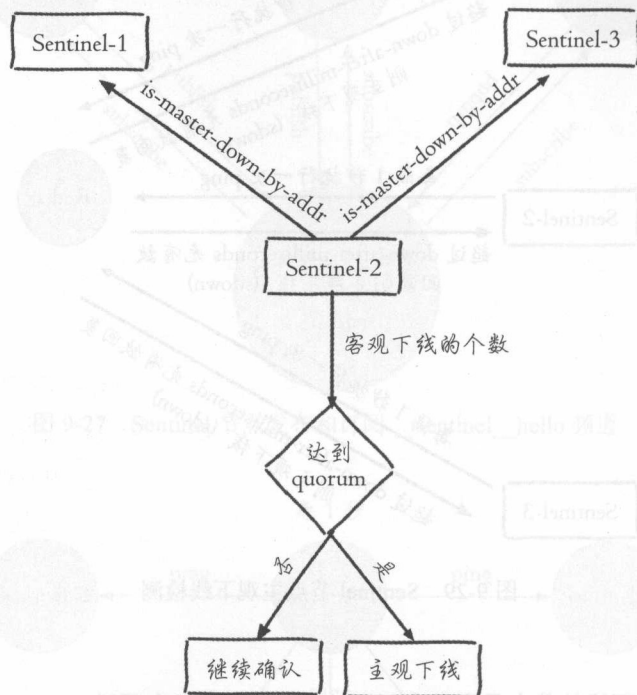 Sentinel-1
Sentinel-3
is-master-down-by-addr
is-master-down-by-addr
Sentinel-2
客观下线的个数
达到
quorum
否
是
继续确认
主观下线